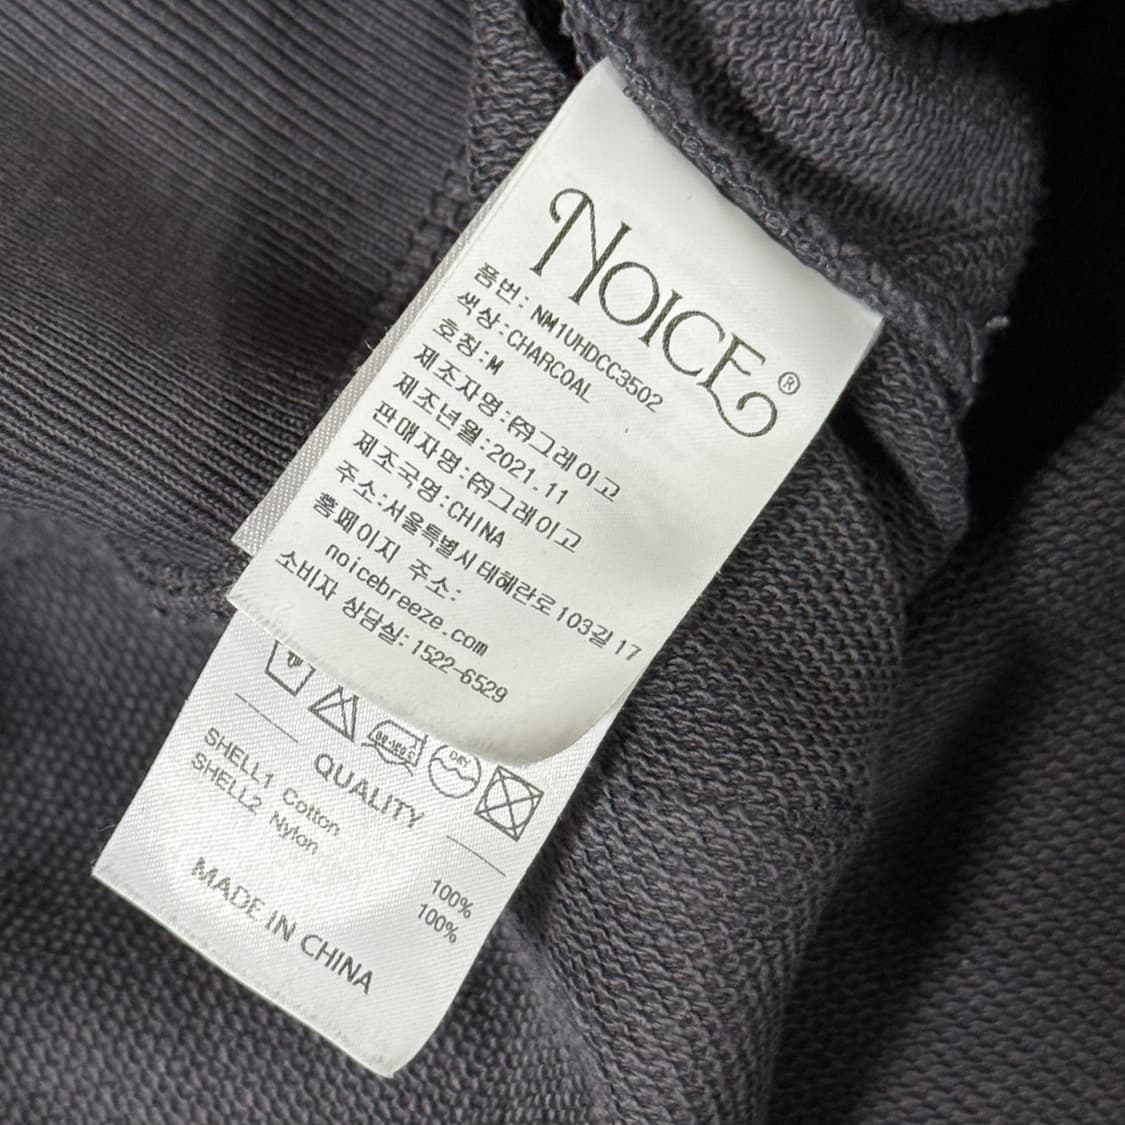 NOICE®
품번: NM1UHDCC3502
색상:CHARCOAL
호칭:M
제조자명:㈜그레이고
제조년월:2021.11
판매자명:㈜그레이고
제조국명:CHINA
주소:서울특별시 테헤란로103길 17
홈페이지 주소:
noicebreeze.com
소비자 상담실:1522-6529
DRY
QUALITY
SHELL1 Cotton 100%
SHELL2 Nylon 100%
MADE IN CHINA